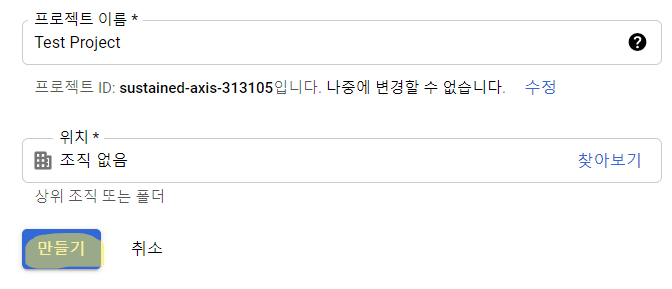 프로젝트 이름 *
Test Project
프로젝트 ID: sustained-axis-313105입니다. 나중에 변경할 수 없습니다. 수정
위치 *
조직 없음 찾아보기
상위 조직 또는 폴더
만들기 취소